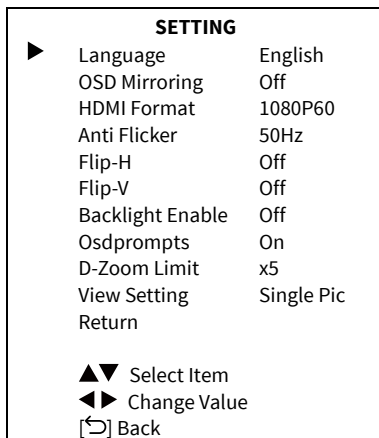 SETTING
▶ Language English
OSD Mirroring Off
HDMI Format 1080P60
Anti Flicker 50Hz
Flip-H Off
Flip-V Off
Backlight Enable Off
Osdprompts On
D-Zoom Limit x5
View Setting Single Pic
Return
▲▼ Select Item
◀▶ Change Value
[⮌] Back